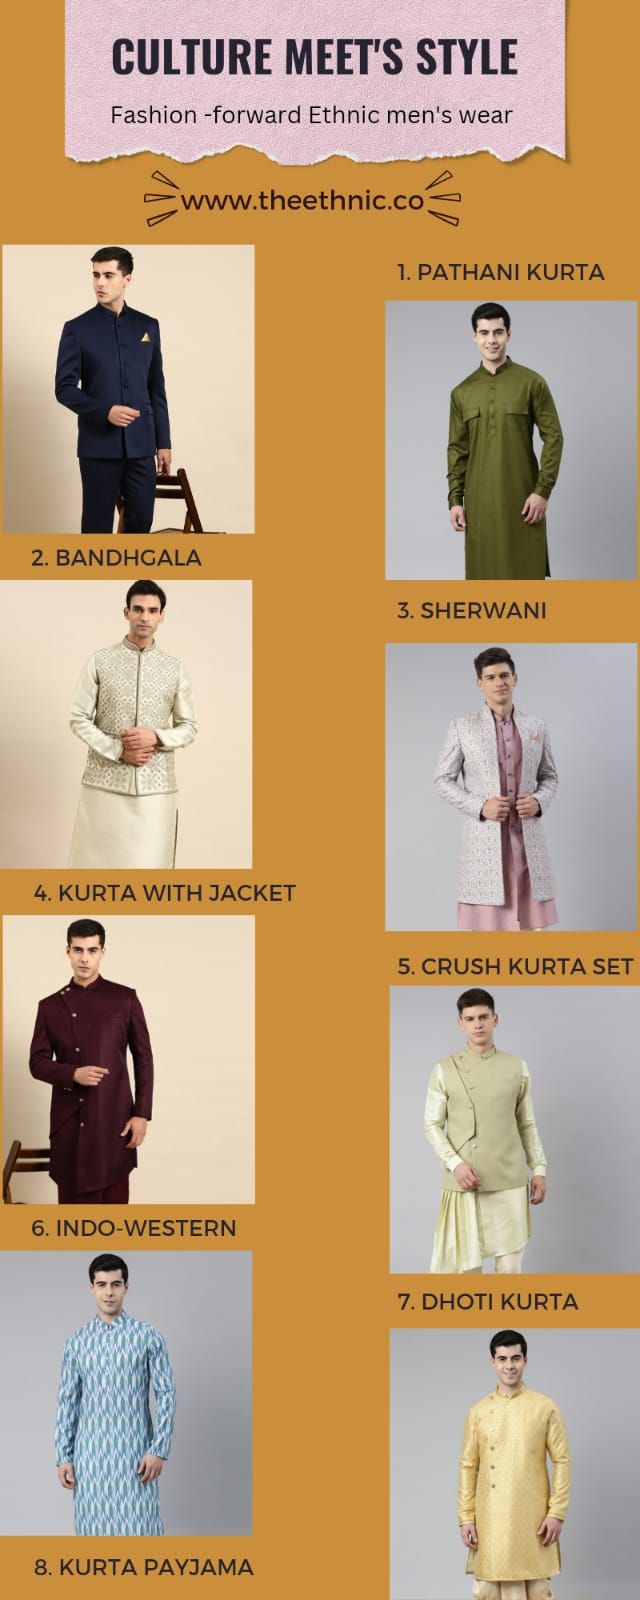 CULTURE MEET'S STYLE
Fashion -forward Ethnic men's wear
www.theethnic.co
1. PATHANI KURTA
2. BANDHGALA
3. SHERWANI
4. KURTA WITH JACKET
5. CRUSH KURTA SET
6. INDO-WESTERN
7. DHOTI KURTA
8. KURTA PAYJAMA